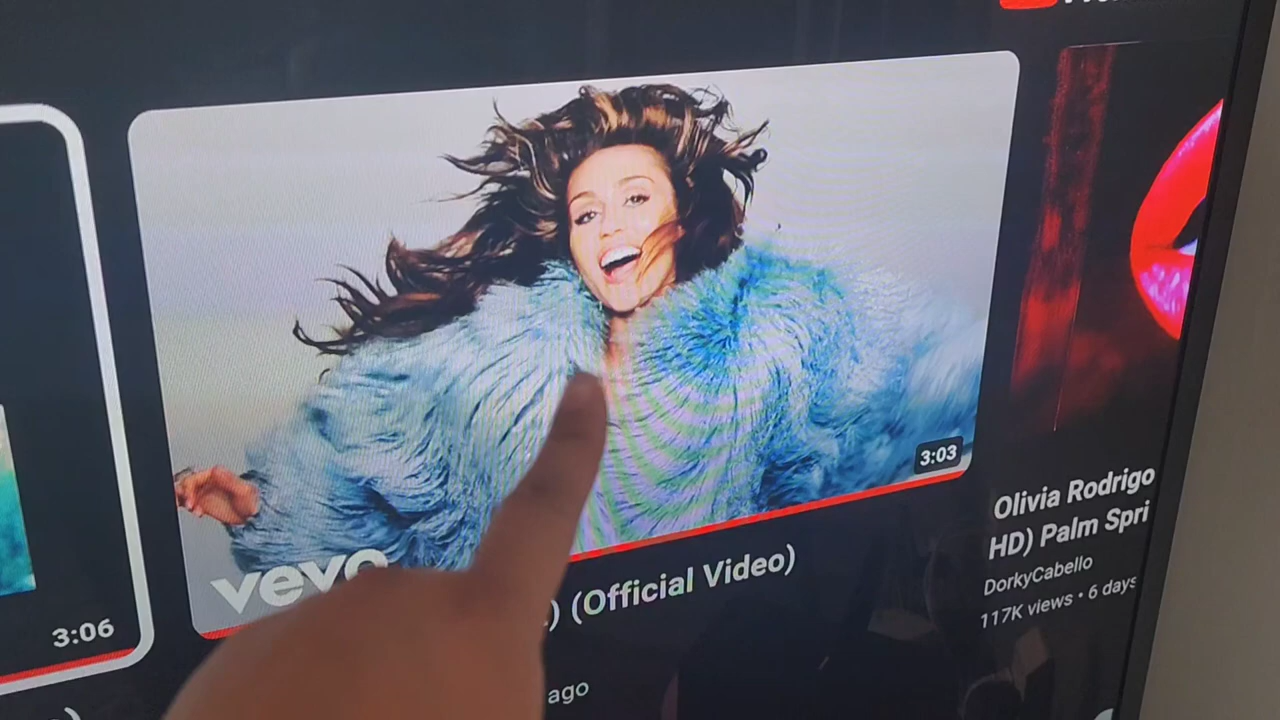 3:06
vevo
3:03
) (Official Video)
ago
Olivia Rodrigo
HD) Palm Spri
DorkyCabello
117K views • 6 days